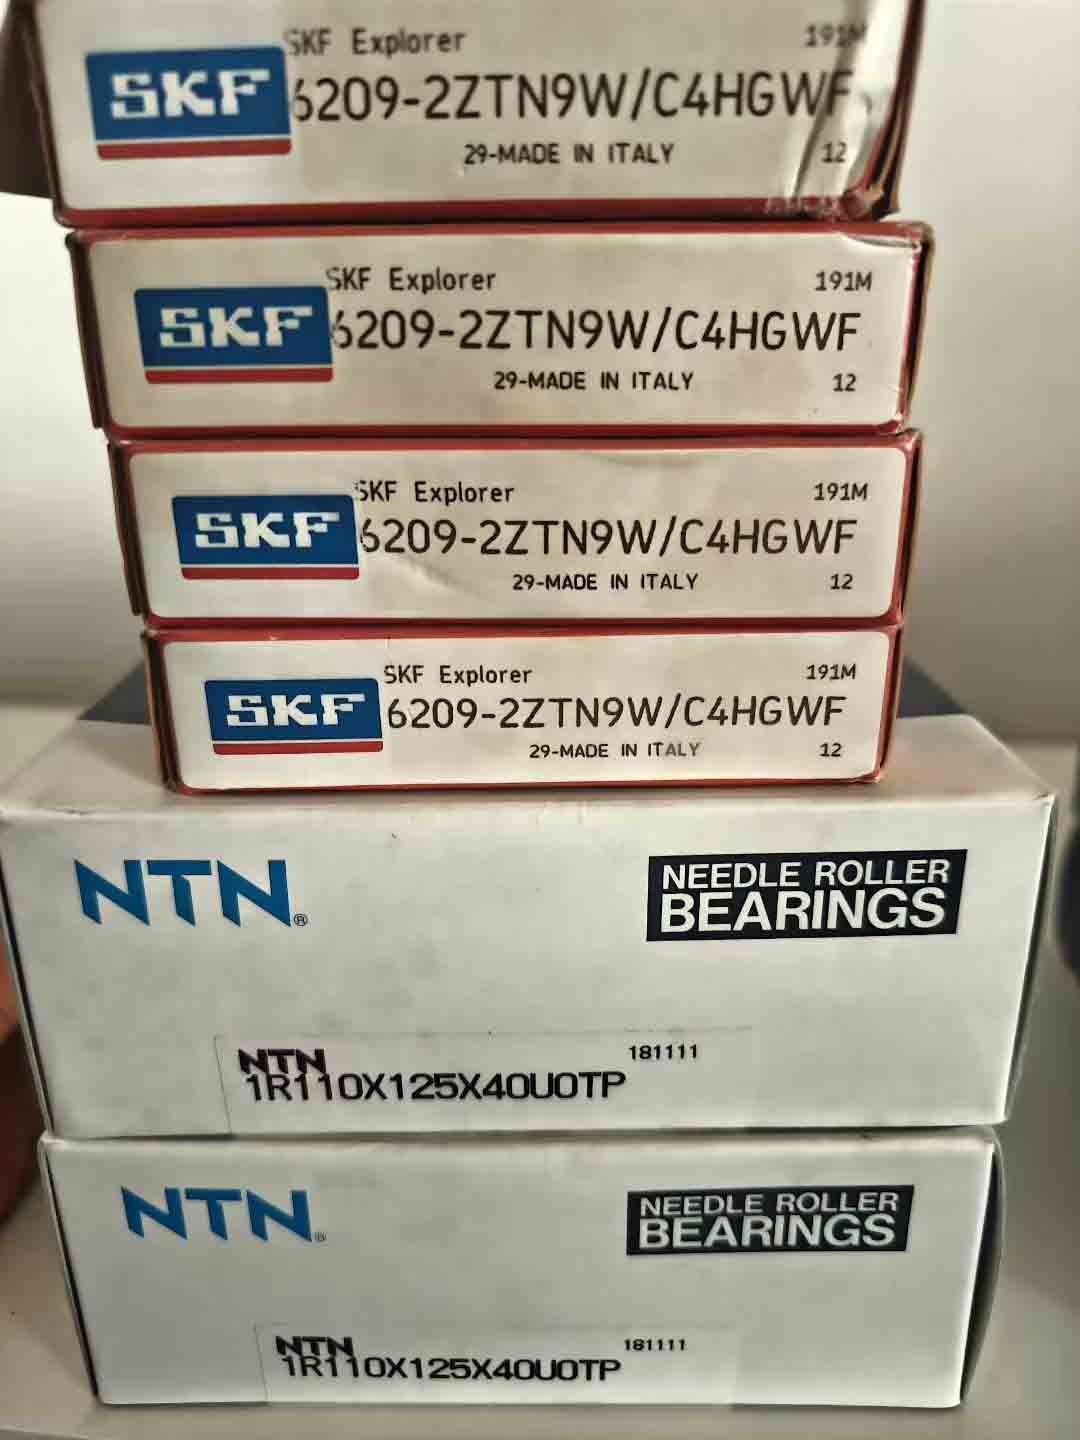 SKF Explorer 191M
SKF 6209-2ZTN9W/C4HGWF
29-MADE IN ITALY 12
SKF Explorer 191M
SKF 6209-2ZTN9W/C4HGWF
29-MADE IN ITALY 12
SKF Explorer 191M
SKF 6209-2ZTN9W/C4HGWF
29-MADE IN ITALY 12
SKF Explorer 191M
SKF 6209-2ZTN9W/C4HGWF
29-MADE IN ITALY 12
NTN®
NEEDLE ROLLER
BEARINGS
NTN 181111
1R110X125X40U0TP
NTN®
NEEDLE ROLLER
BEARINGS
NTN 181111
1R110X125X40U0TP